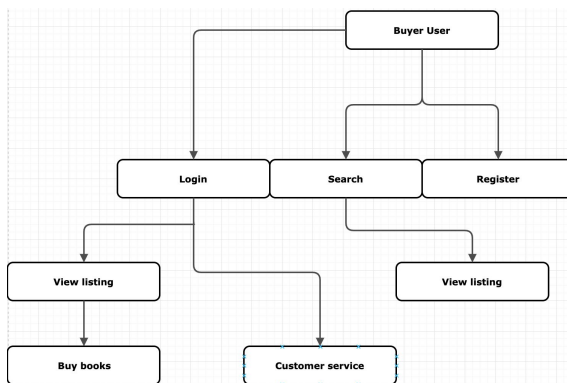 Buyer User
Login
Search
Register
View listing
View listing
Buy books
Customer service